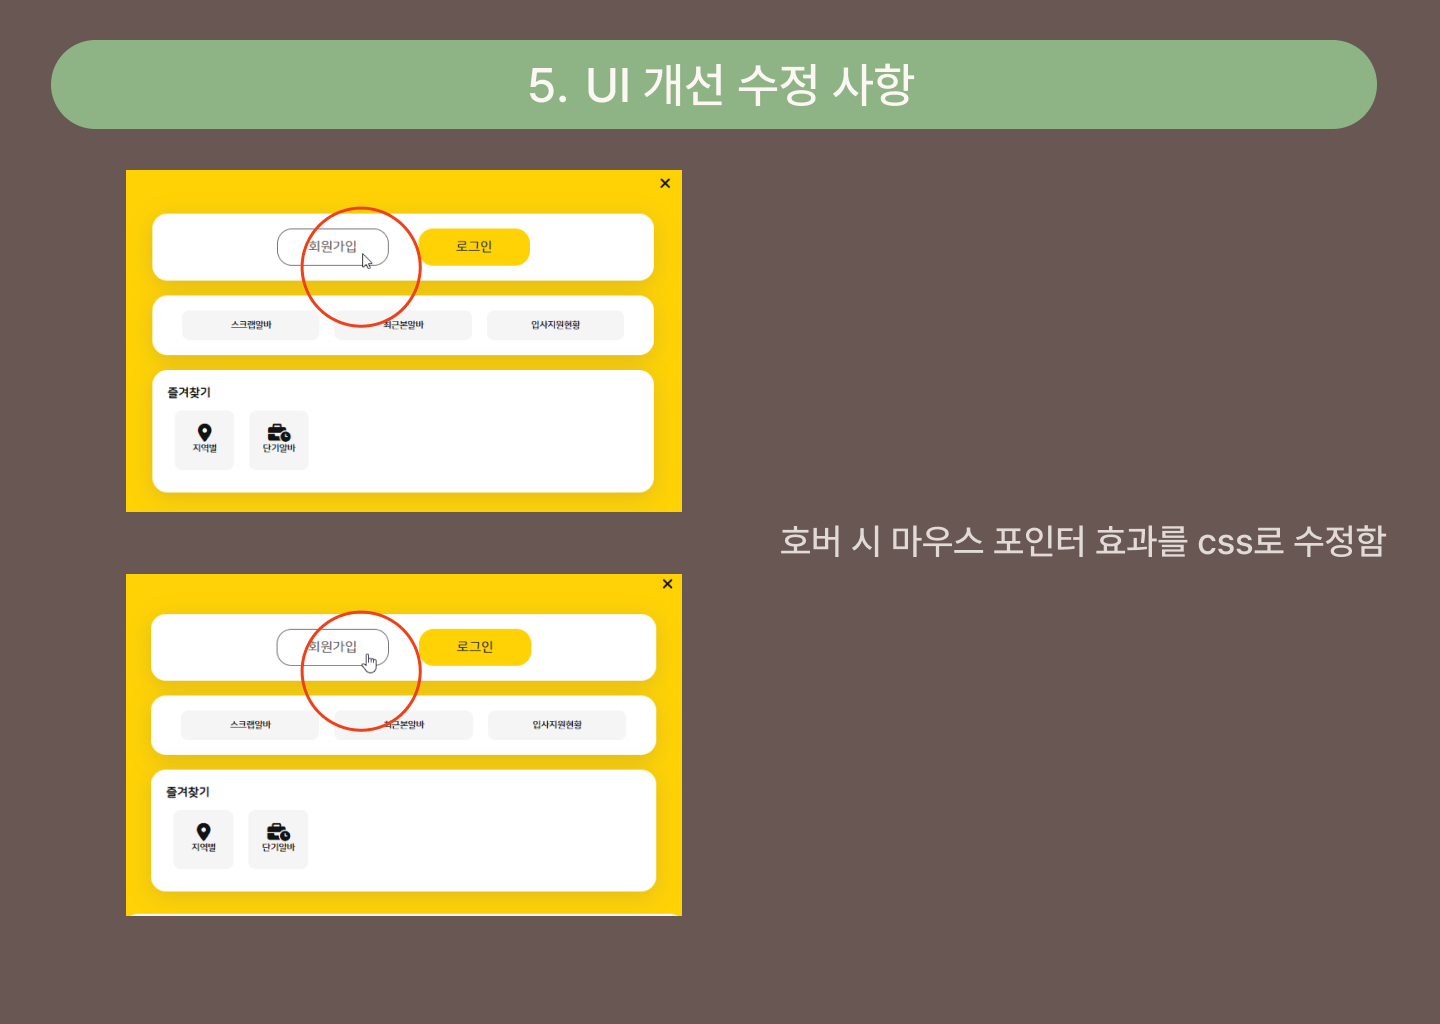 5. UI 개선 수정 사항
회원가입 로그인
스크랩알바 최근본알바 입사지원현황
즐겨찾기
지역별 단기알바
호버 시 마우스 포인터 효과를 css로 수정함
회원가입 로그인
스크랩알바 최근본알바 입사지원현황
즐겨찾기
지역별 단기알바